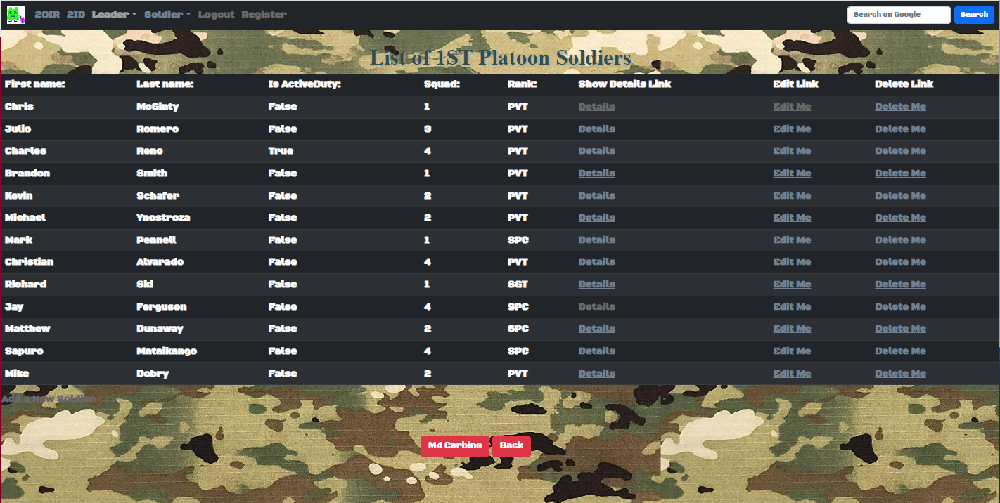 20IR 2ID Leader Soldier Logout Register Search on Google Search
List of 1ST Platoon Soldiers
First name: Last name: Is ActiveDuty: Squad: Rank: Show Details Link Edit Link Delete Link
Chris McGinty False 1 PVT Details Edit Me Delete Me
Julio Romero False 3 PVT Details Edit Me Delete Me
Charles Reno True 4 PVT Details Edit Me Delete Me
Brandon Smith False 1 PVT Details Edit Me Delete Me
Kevin Schafer False 2 PVT Details Edit Me Delete Me
Michael Ynostroza False 2 PVT Details Edit Me Delete Me
Mark Pennell False 1 SPC Details Edit Me Delete Me
Christian Alvarado False 4 PVT Details Edit Me Delete Me
Richard Ski False 1 SGT Details Edit Me Delete Me
Jay Ferguson False 4 SPC Details Edit Me Delete Me
Matthew Dunaway False 2 SPC Details Edit Me Delete Me
Sapuro Mataikango False 4 SPC Details Edit Me Delete Me
Mike Dobry False 2 PVT Details Edit Me Delete Me
Add a New Soldier
M4 Carbine Back